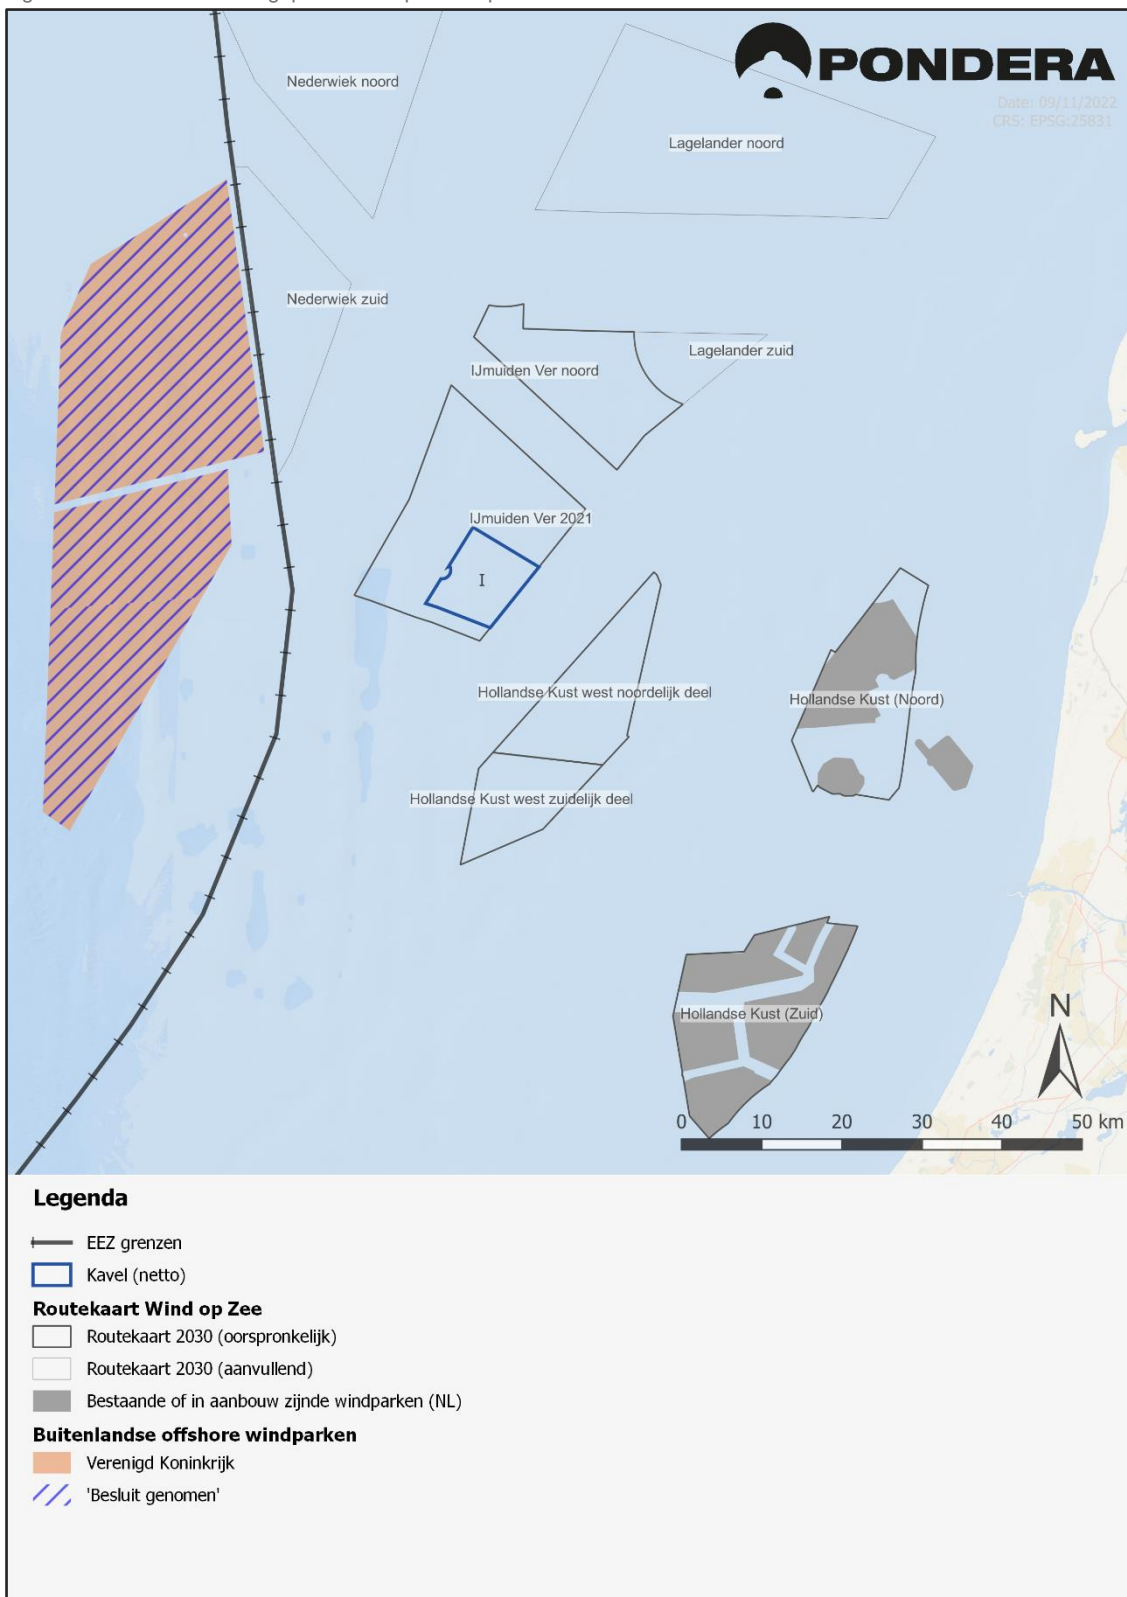 PONDERA
Date: 09/11/2022
CRS: EPSG:25831
Nederwiek noord
Lagelander noord
Nederwiek zuid
Lagelander zuid
IJmuiden Ver noord
IJmuiden Ver 2021
I
Hollandse Kust west noordelijk deel
Hollandse Kust (Noord)
Hollandse Kust west zuidelijk deel
Hollandse Kust (Zuid)
N
0 10 20 30 40 50 km
Legenda
EEZ grenzen
Kavel (netto)
Routekaart Wind op Zee
Routekaart 2030 (oorspronkelijk)
Routekaart 2030 (aanvullend)
Bestaande of in aanbouw zijnde windparken (NL)
Buitenlandse offshore windparken
Verenigd Koninkrijk
'Besluit genomen'